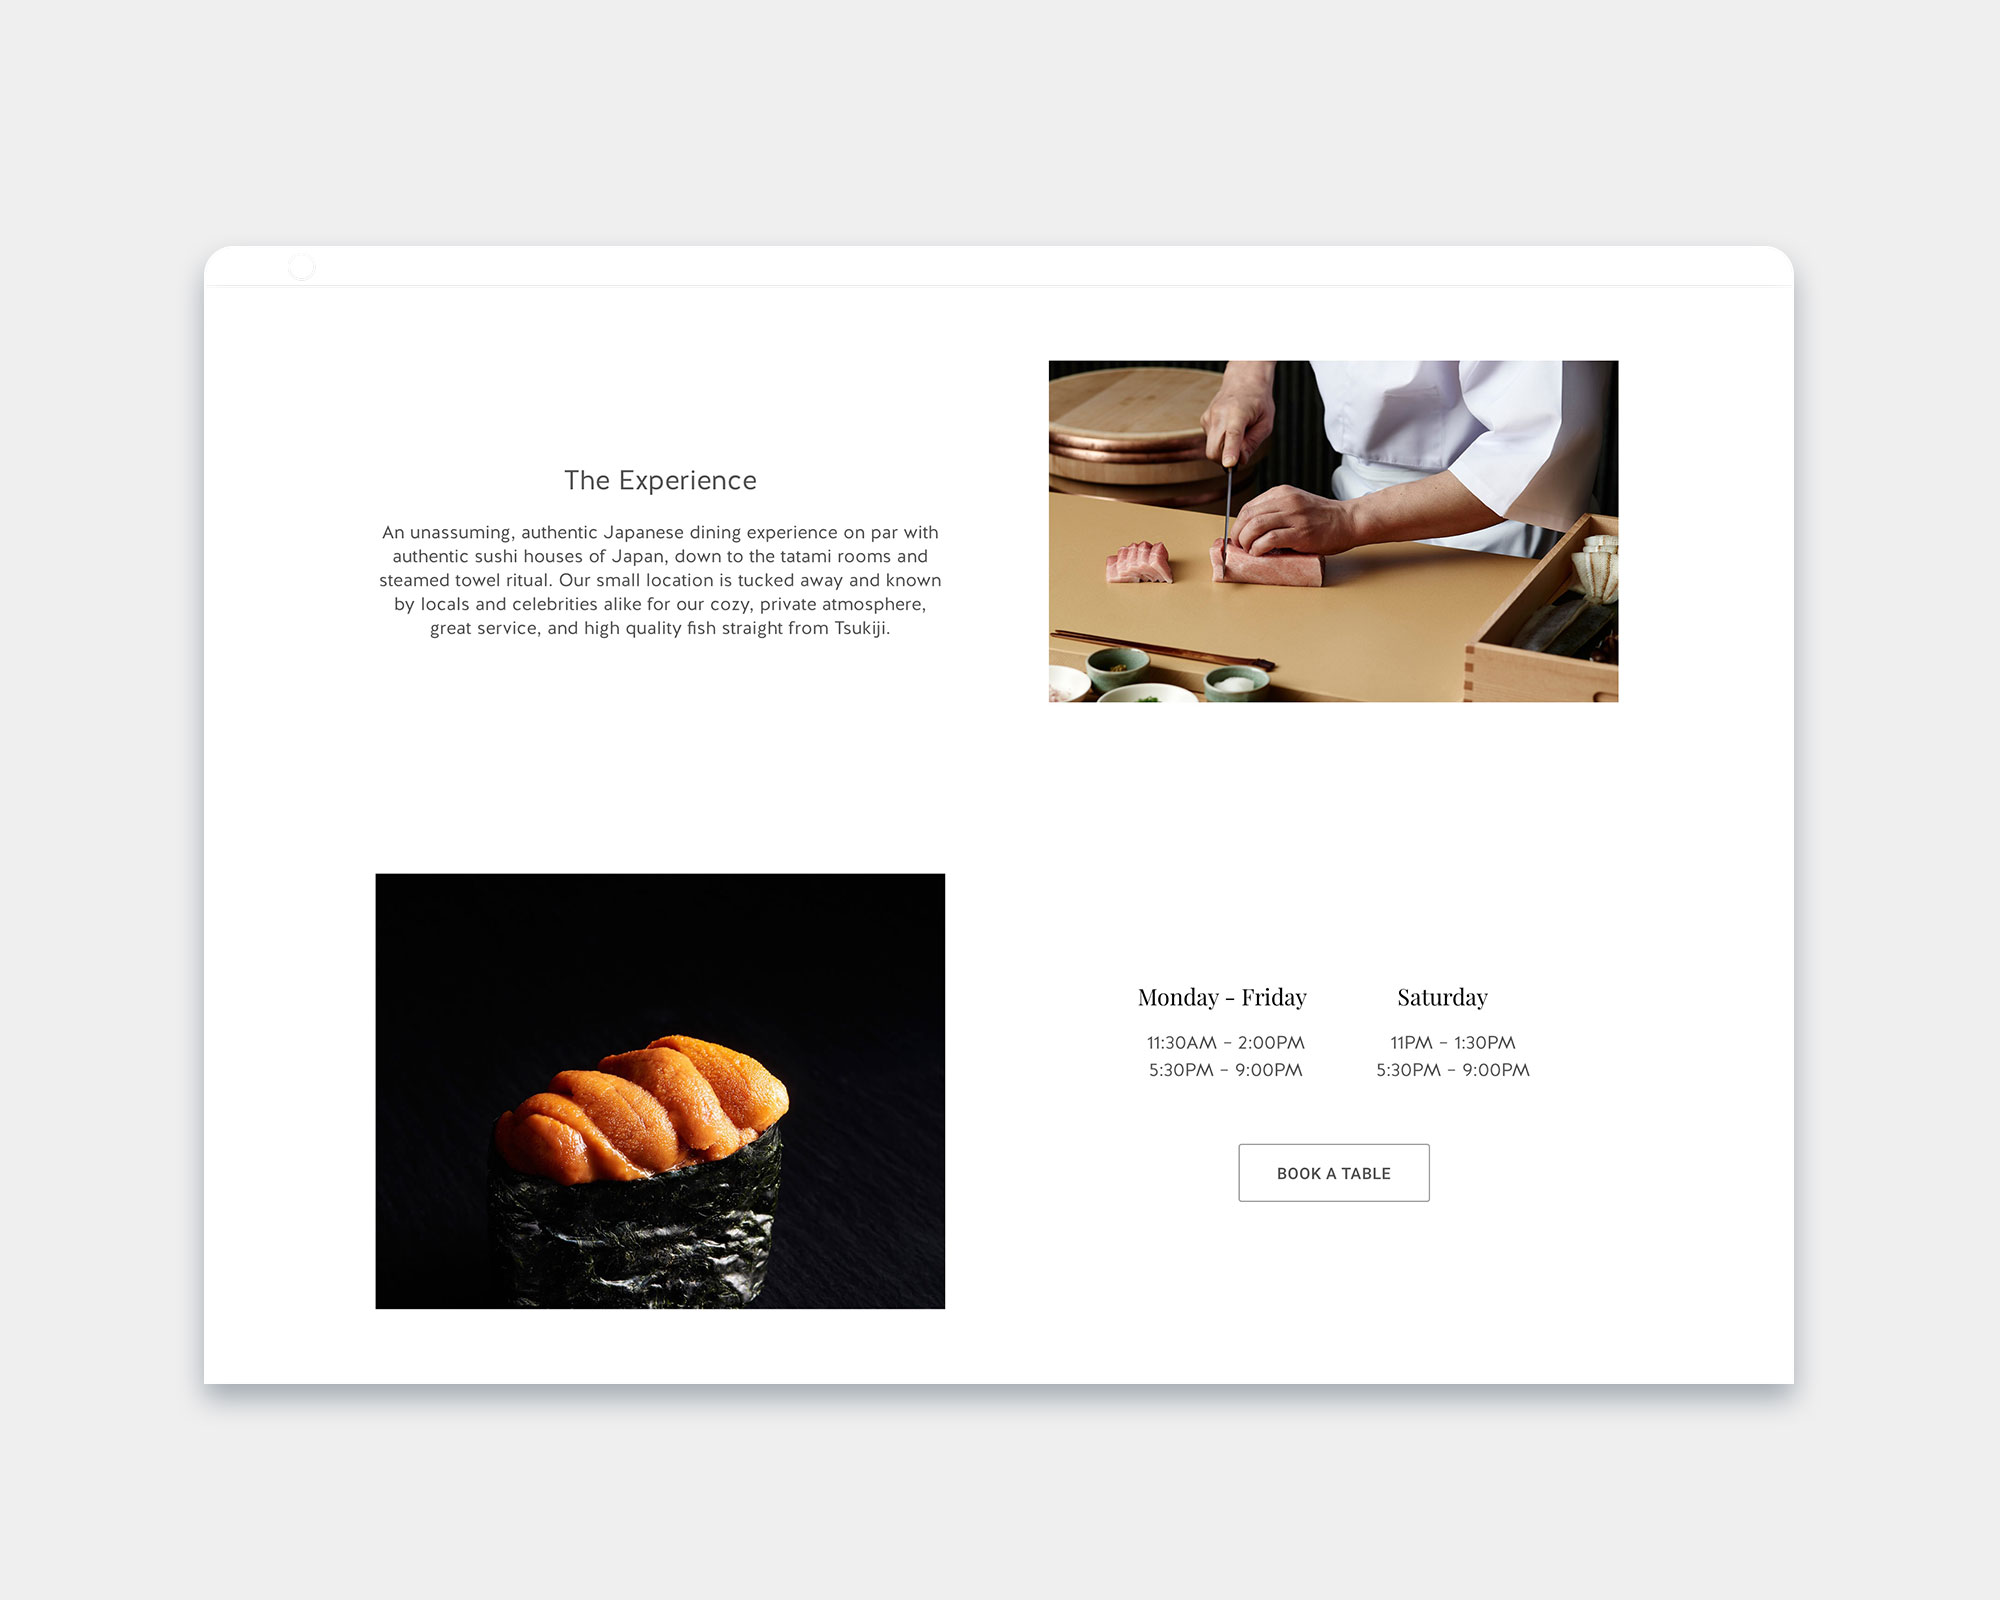 The Experience
An unassuming, authentic Japanese dining experience on par with
authentic sushi houses of Japan, down to the tatami rooms and
steamed towel ritual. Our small location is tucked away and known
by locals and celebrities alike for our cozy, private atmosphere,
great service, and high quality fish straight from Tsukiji.
Monday - Friday
11:30AM – 2:00PM
5:30PM – 9:00PM
Saturday
11PM – 1:30PM
5:30PM – 9:00PM
BOOK A TABLE